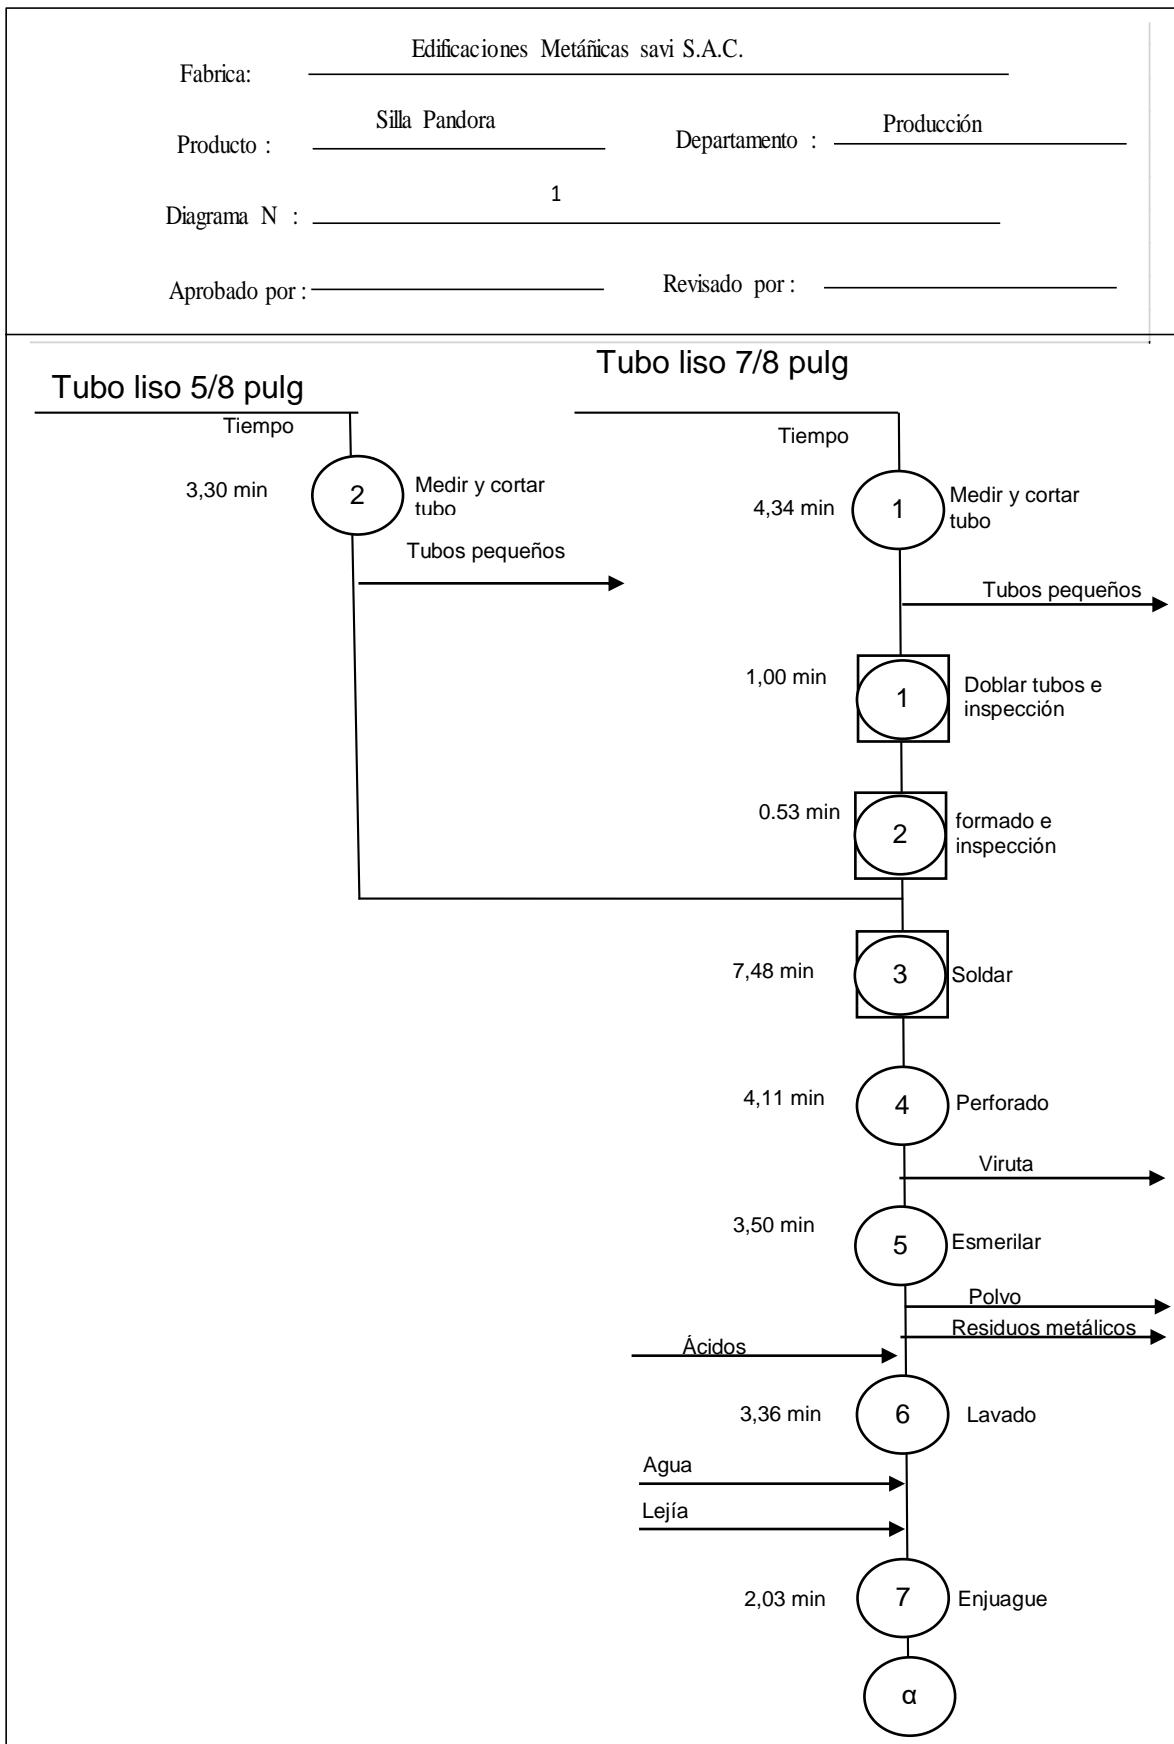 Edificaciones Metáñicas savi S.A.C.
Fabrica:
Silla Pandora
Producto :
Departamento :
Producción
1
Diagrama N :
Aprobado por :
Revisado por :
Tubo liso 5/8 pulg
Tubo liso 7/8 pulg
Tiempo
Tiempo
3,30 min
2
Medir y cortar
tubo
4,34 min
1
Medir y cortar
tubo
Tubos pequeños
Tubos pequeños
1,00 min
1
Doblar tubos e
inspección
0.53 min
2
formado e
inspección
7,48 min
3
Soldar
4,11 min
4
Perforado
Viruta
3,50 min
5
Esmerilar
Polvo
Residuos metálicos
Ácidos
3,36 min
6
Lavado
Agua
Lejía
2,03 min
7
Enjuague
α